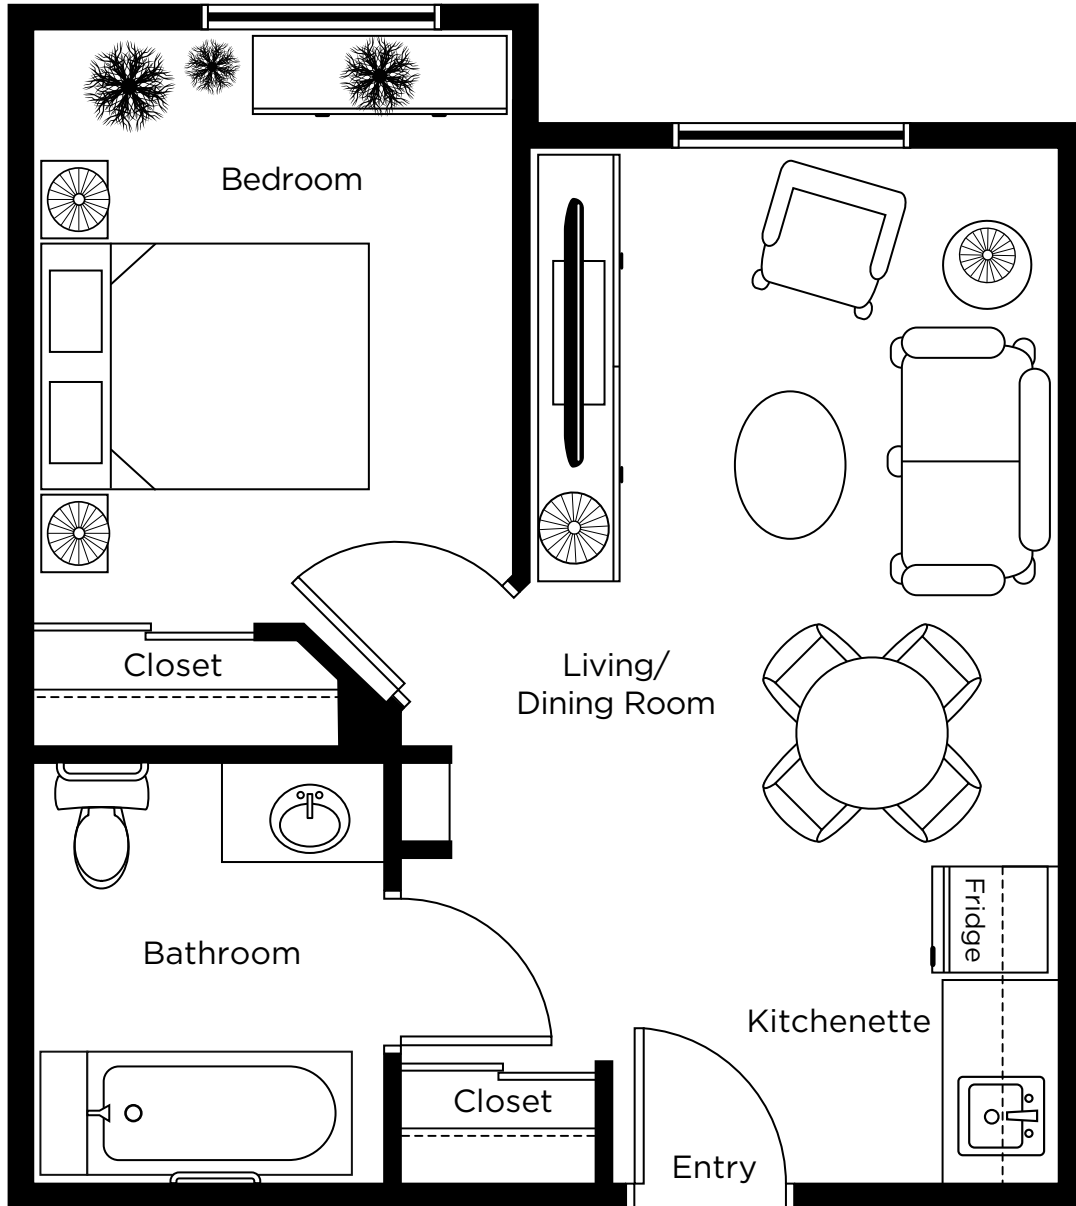 Bedroom
Closet
Living/
Dining Room
Fridge
Bathroom
Kitchenette
Closet
Entry